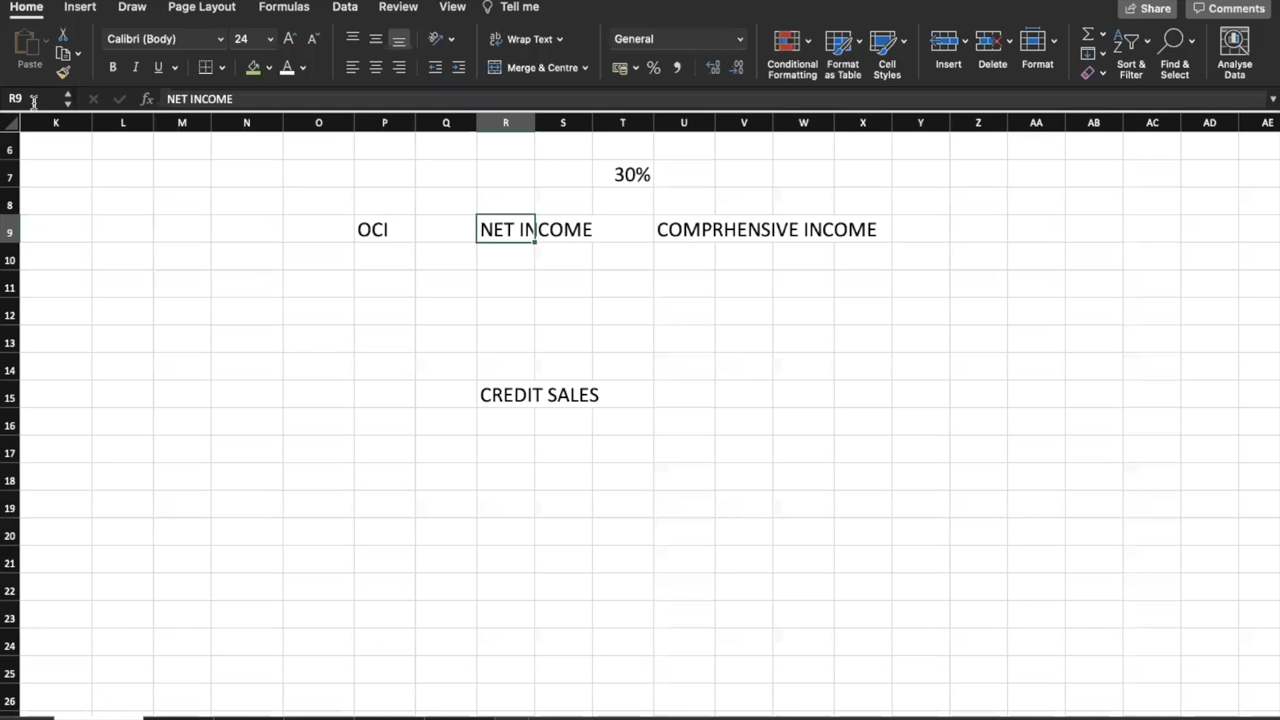 Home Insert Draw Page Layout Formulas Data Review View Tell me Share Comments
Calibri (Body) 24 A A Wrap Text General
Paste B I U A Merge & Centre % Conditional Formatting Format as Table Cell Styles Insert Delete Format Sort & Filter Find & Select Analyse Data
R9 fx NET INCOME
K L M N O P Q R S T U V W X Y Z AA AB AC AD AE
6
7 30%
8
9 OCI NET INCOME COMPRHENSIVE INCOME
10
11
12
13
14
15 CREDIT SALES
16
17
18
19
20
21
22
23
24
25
26